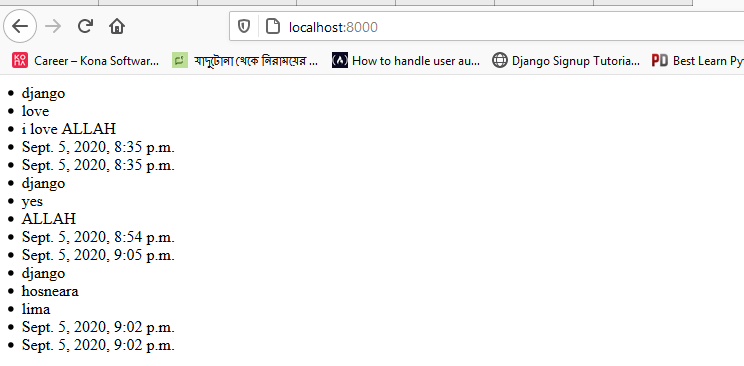 localhost:8000
Career – Kona Softwar... যাদুটোনা থেকে নিরাময়ের ... How to handle user au... Django Signup Tutoria... PD Best Learn Py
django
love
i love ALLAH
Sept. 5, 2020, 8:35 p.m.
Sept. 5, 2020, 8:35 p.m.
django
yes
ALLAH
Sept. 5, 2020, 8:54 p.m.
Sept. 5, 2020, 9:05 p.m.
django
hosneara
lima
Sept. 5, 2020, 9:02 p.m.
Sept. 5, 2020, 9:02 p.m.